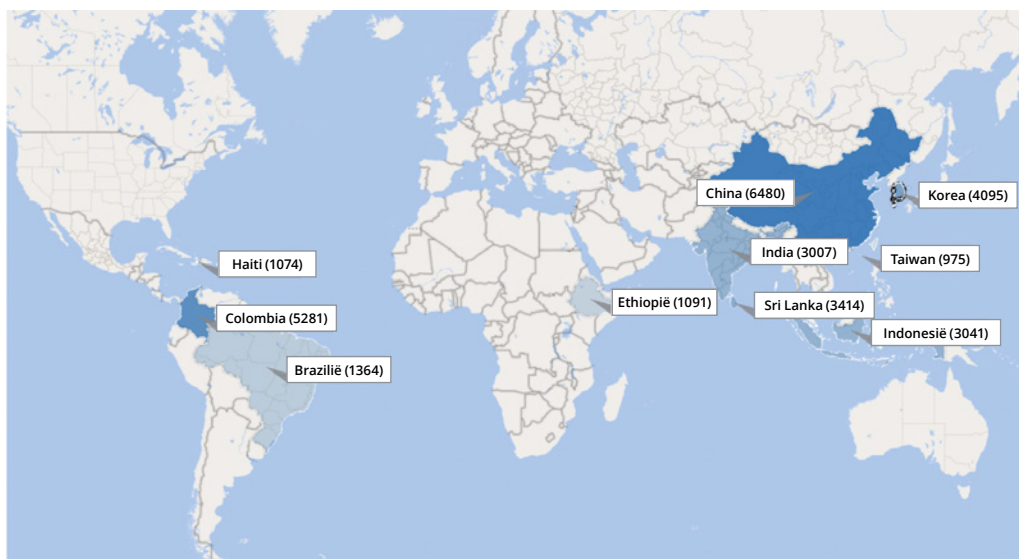 China (6480)
Korea (4095)
India (3007)
Taiwan (975)
Haiti (1074)
Ethiopië (1091)
Sri Lanka (3414)
Colombia (5281)
Indonesië (3041)
Brazilië (1364)